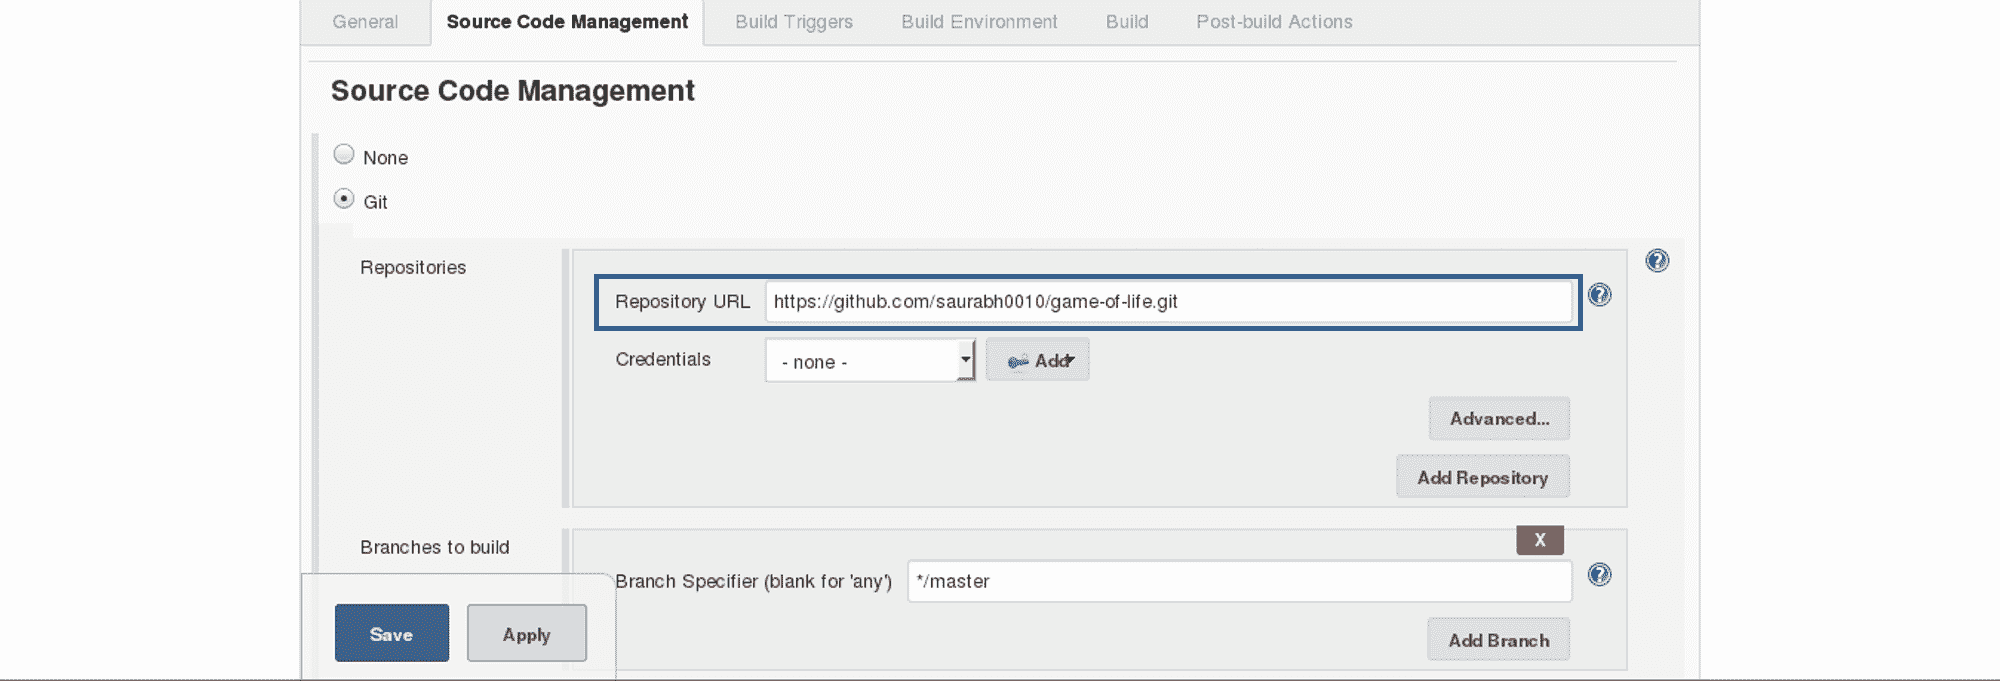 General Source Code Management Build Triggers Build Environment Build Post-build Actions
Source Code Management
None
Git
Repositories
Repository URL https://github.com/saurabh0010/game-of-life.git
Credentials - none - Add
Advanced...
Add Repository
X
Branches to build
Branch Specifier (blank for 'any') */master
Save Apply
Add Branch